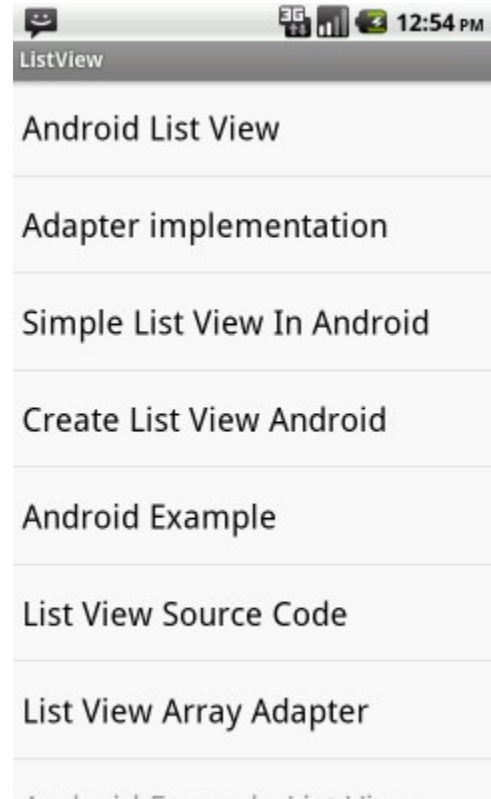 3G 12:54 PM
ListView
Android List View
Adapter implementation
Simple List View In Android
Create List View Android
Android Example
List View Source Code
List View Array Adapter